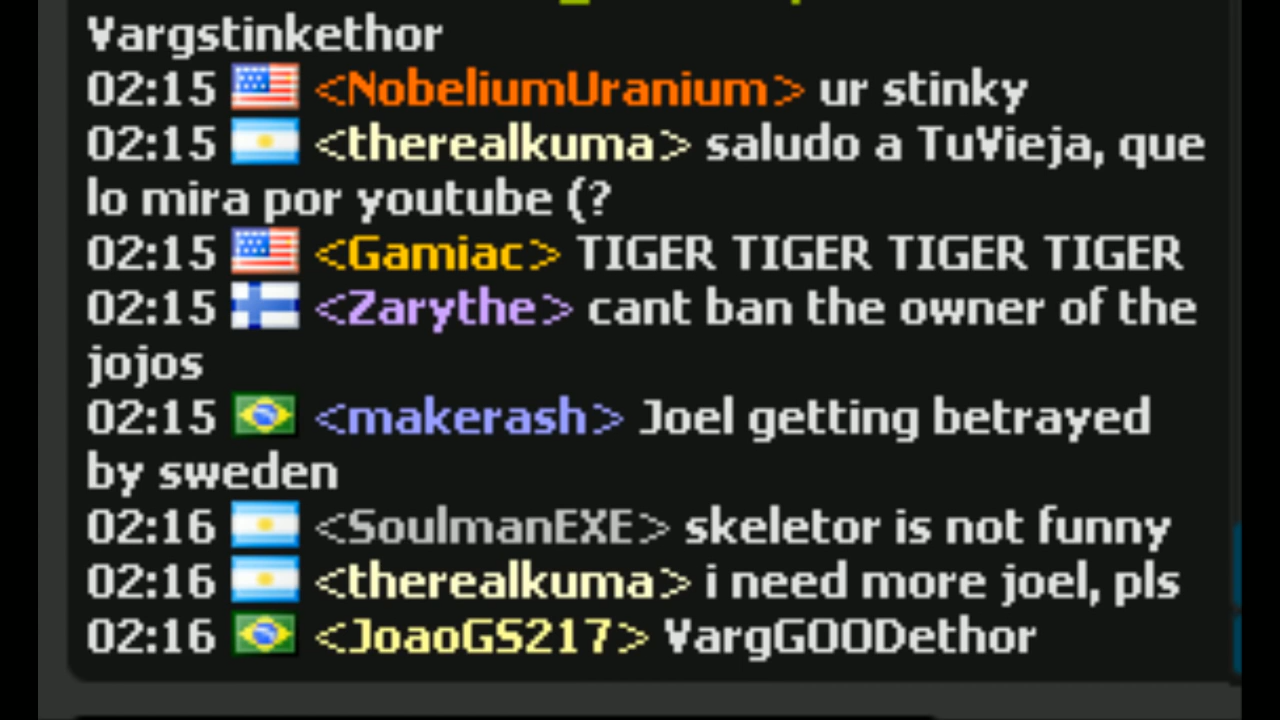 Vargstinkethor
02:15 <NobeliumUranium> ur stinky
02:15 <therealkuma> saludo a TuVieja, que
lo mira por youtube (?
02:15 <Gamiac> TIGER TIGER TIGER TIGER
02:15 <Zarythe> cant ban the owner of the
jojos
02:15 <makerash> Joel getting betrayed
by sweden
02:16 <SoulmanEXE> skeletor is not funny
02:16 <therealkuma> i need more joel, pls
02:16 <JoaoGS217> VargGOODethor